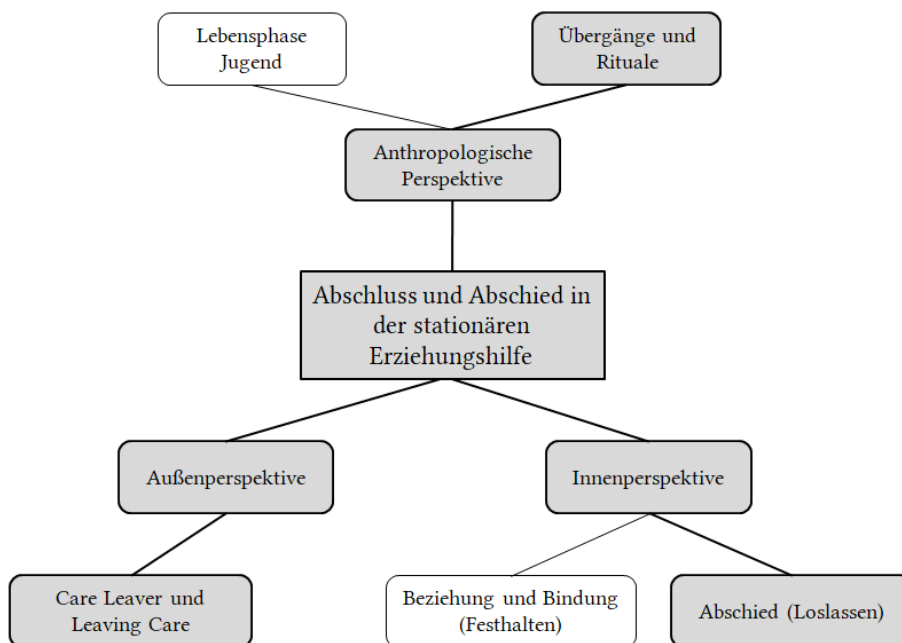 Lebensphase
Jugend
Übergänge und
Rituale
Anthropologische
Perspektive
Abschluss und Abschied in
der stationären
Erziehungshilfe
Außenperspektive
Innenperspektive
Care Leaver und
Leaving Care
Beziehung und Bindung
(Festhalten)
Abschied (Loslassen)